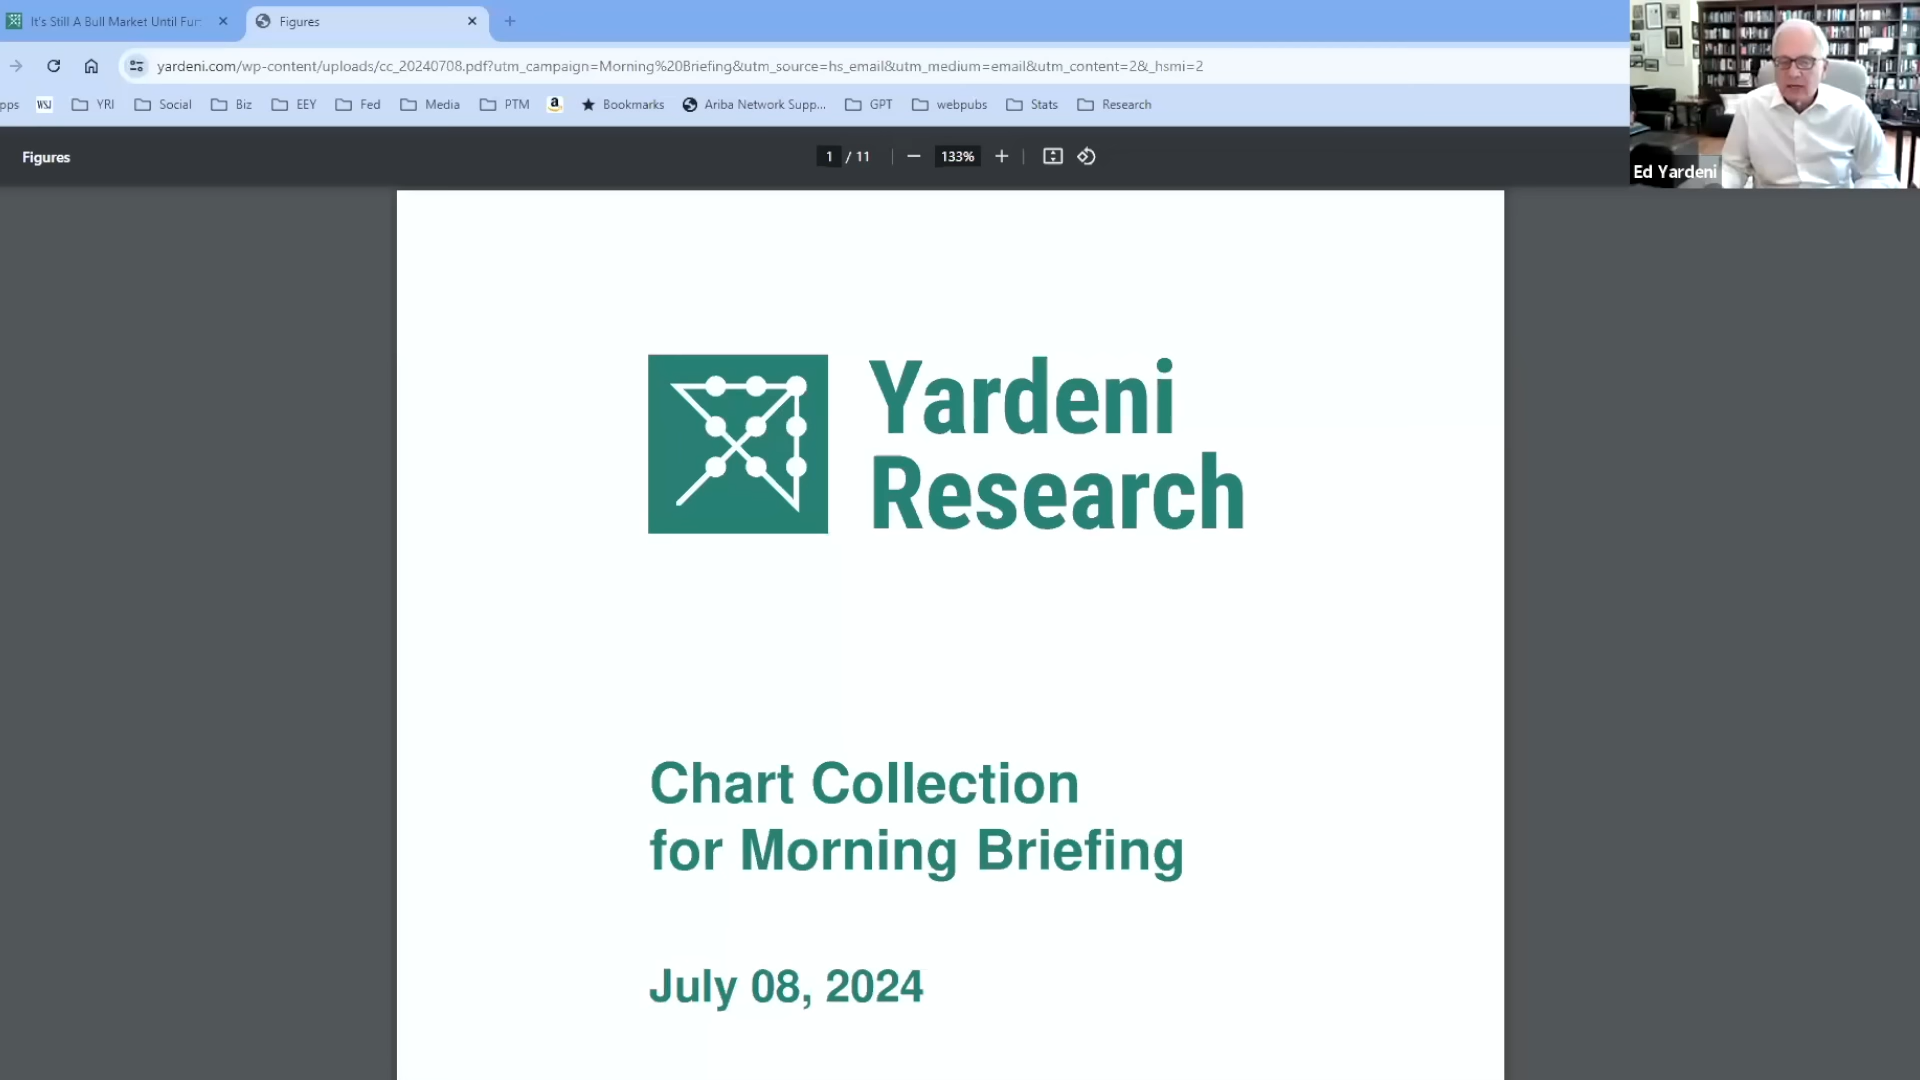 It's Still A Bull Market Until Fur
Figures
yardeni.com/wp-content/uploads/cc_20240708.pdf?utm_campaign=Morning%20Briefing&utm_source=hs_email&utm_medium=email&utm_content=2&_hsmi=2
pps WSJ YRI Social Biz EEY Fed Media PTM a Bookmarks Ariba Network Supp... GPT webpubs Stats Research
Figures
1 / 11 133%
Ed Yardeni
Yardeni
Research
Chart Collection
for Morning Briefing
July 08, 2024